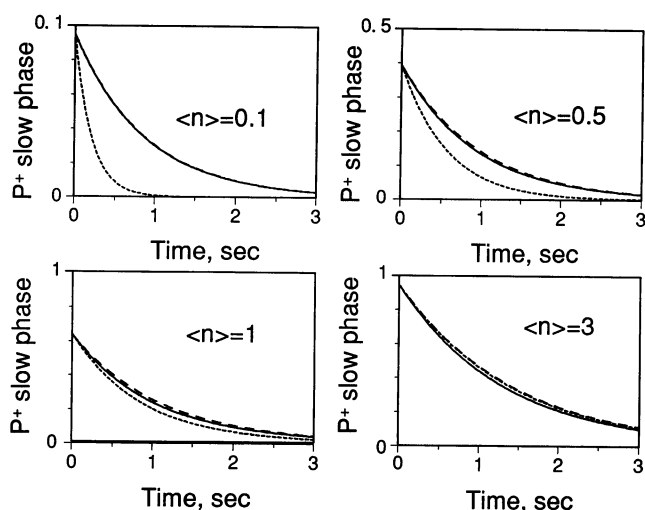 0.1
P⁺ slow phase
<n>=0.1
0
0 1 2 3
Time, sec
0.5
P⁺ slow phase
<n>=0.5
0
0 1 2 3
Time, sec
1
P⁺ slow phase
<n>=1
0
0 1 2 3
Time, sec
1
P⁺ slow phase
<n>=3
0
0 1 2 3
Time, sec